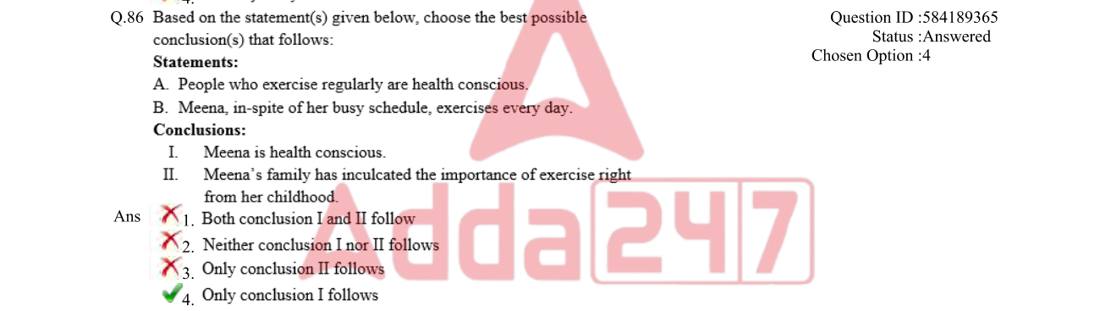 Q.86 Based on the statement(s) given below, choose the best possible
conclusion(s) that follows:
Statements:
A. People who exercise regularly are health conscious.
B. Meena, in-spite of her busy schedule, exercises every day.
Conclusions:
I. Meena is health conscious.
II. Meena's family has inculcated the importance of exercise right
from her childhood.
Ans 1. Both conclusion I and II follow
2. Neither conclusion I nor II follows
3. Only conclusion II follows
4. Only conclusion I follows
Question ID :584189365
Status :Answered
Chosen Option :4
Adda247